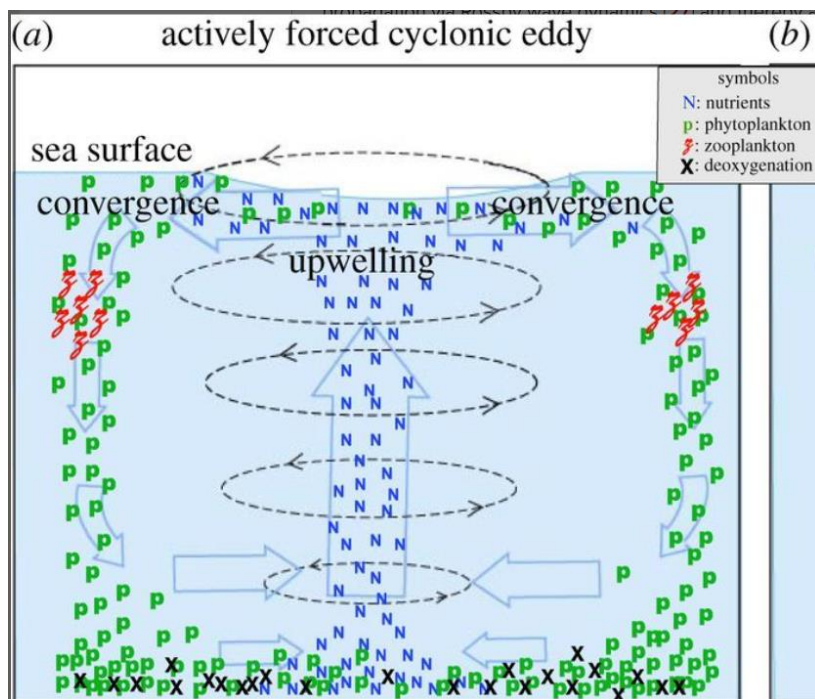 (a) actively forced cyclonic eddy (b)
symbols
N: nutrients
p: phytoplankton
z: zooplankton
X: deoxygenation
sea surface
convergence convergence
upwelling